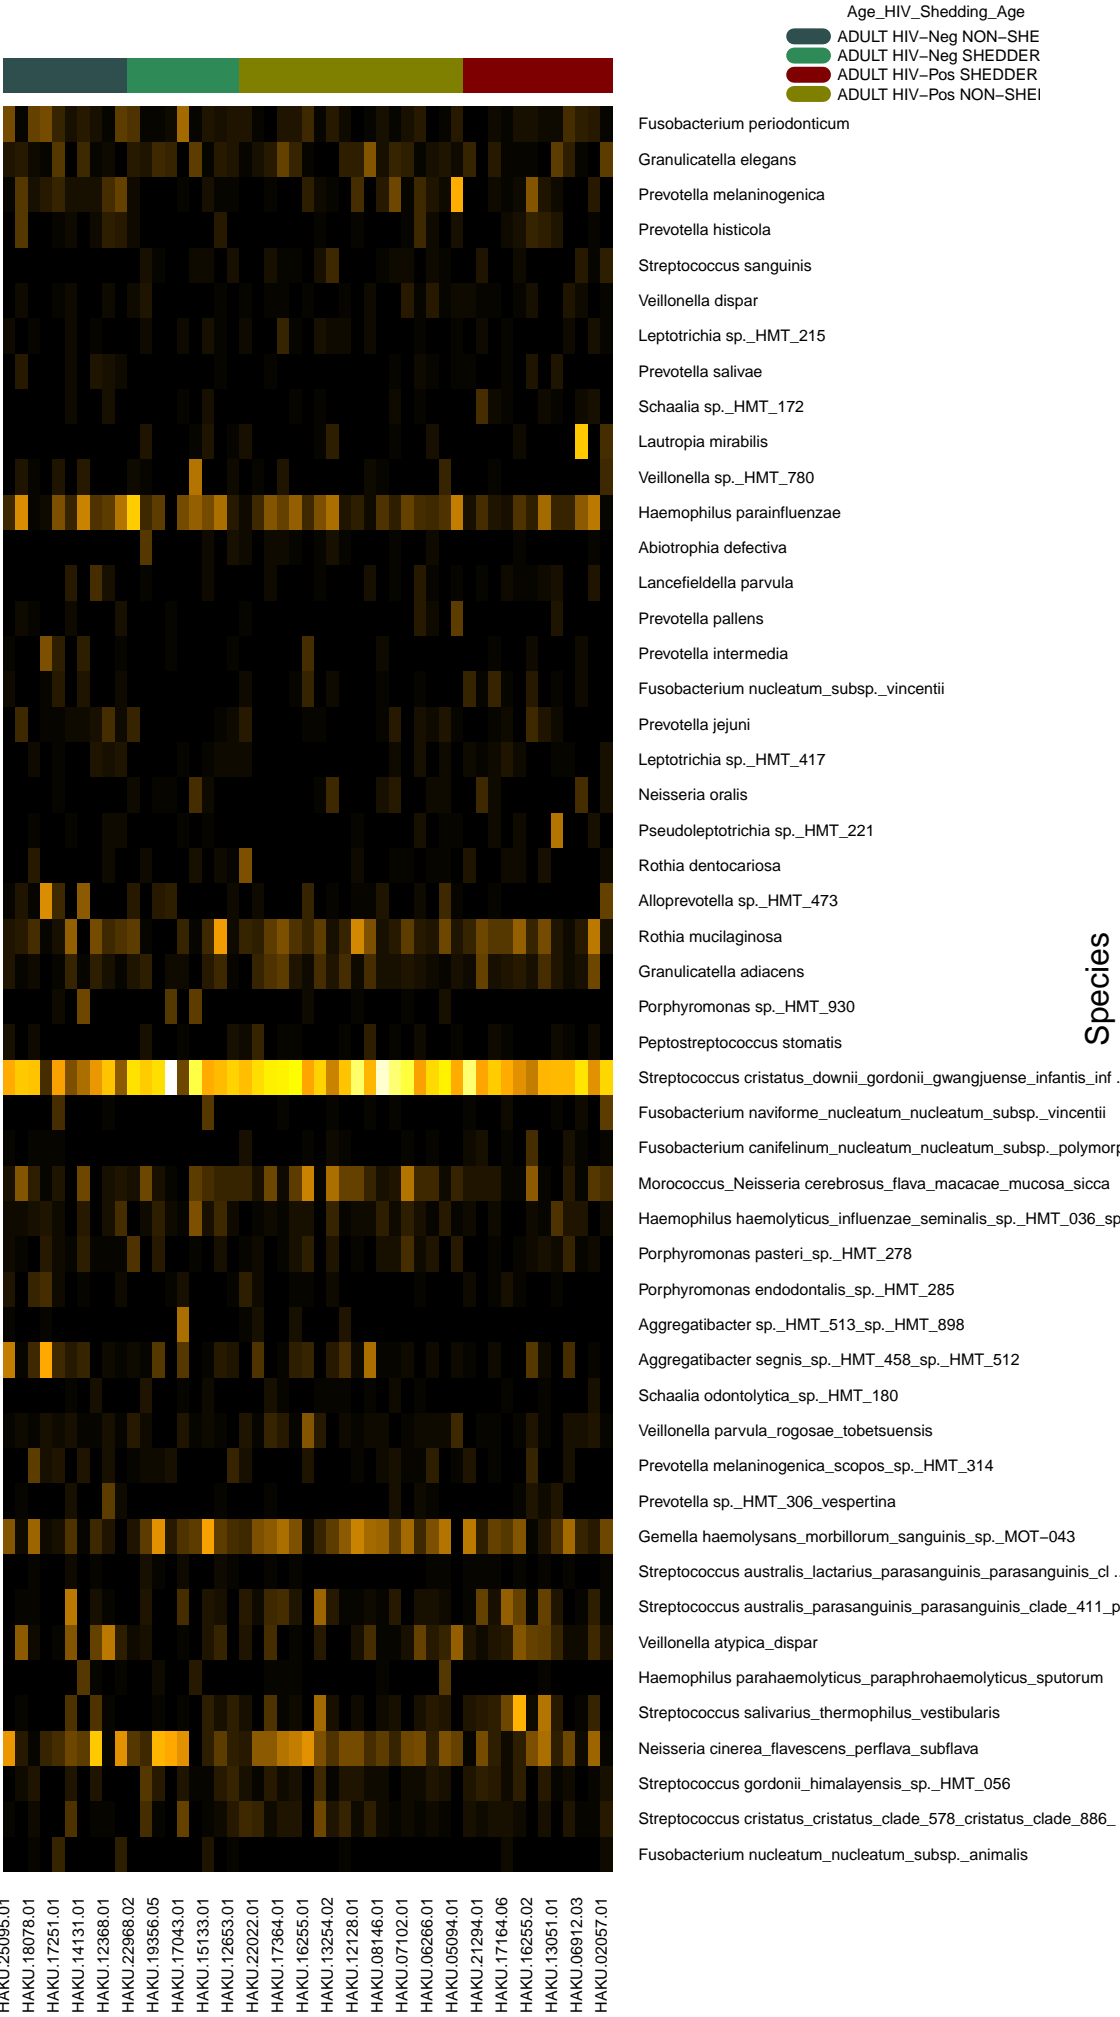 Age_HIV_Shedding_Age
ADULT HIV−Neg NON−SHE
ADULT HIV−Neg SHEDDER
ADULT HIV−Pos SHEDDER
ADULT HIV−Pos NON−SHE
Fusobacterium periodonticum
Granulicatella elegans
Prevotella melaninogenica
Prevotella histicola
Streptococcus sanguinis
Veillonella dispar
Leptotrichia sp._HMT_215
Prevotella salivae
Schaalia sp._HMT_172
Lautropia mirabilis
Veillonella sp._HMT_780
Haemophilus parainfluenzae
Abiotrophia defectiva
Lancefieldella parvula
Prevotella pallens
Prevotella intermedia
Fusobacterium nucleatum_subsp._vincentii
Prevotella jejuni
Leptotrichia sp._HMT_417
Neisseria oralis
Pseudoleptotrichia sp._HMT_221
Rothia dentocariosa
Alloprevotella sp._HMT_473
Rothia mucilaginosa
Granulicatella adiacens
Porphyromonas sp._HMT_930
Peptostreptococcus stomatis
Streptococcus cristatus_downii_gordonii_gwangjuense_infantis_inf .
Fusobacterium naviforme_nucleatum_nucleatum_subsp._vincentii
Fusobacterium canifelinum_nucleatum_nucleatum_subsp._polymorp
Morococcus_Neisseria cerebrosus_flava_macacae_mucosa_sicca
Haemophilus haemolyticus_influenzae_seminalis_sp._HMT_036_sp
Porphyromonas pasteri_sp._HMT_278
Porphyromonas endodontalis_sp._HMT_285
Aggregatibacter sp._HMT_513_sp._HMT_898
Aggregatibacter segnis_sp._HMT_458_sp._HMT_512
Schaalia odontolytica_sp._HMT_180
Veillonella parvula_rogosae_tobetsuensis
Prevotella melaninogenica_scopos_sp._HMT_314
Prevotella sp._HMT_306_vespertina
Gemella haemolysans_morbillorum_sanguinis_sp._MOT−043
Streptococcus australis_lactarius_parasanguinis_parasanguinis_cl .
Streptococcus australis_parasanguinis_parasanguinis_clade_411_p
Veillonella atypica_dispar
Haemophilus parahaemolyticus_paraphrohaemolyticus_sputorum
Streptococcus salivarius_thermophilus_vestibularis
Neisseria cinerea_flavescens_perflava_subflava
Streptococcus gordonii_himalayensis_sp._HMT_056
Streptococcus cristatus_cristatus_clade_578_cristatus_clade_886_
Fusobacterium nucleatum_nucleatum_subsp._animalis
Species
HAKU.25095.01
HAKU.18078.01
HAKU.17251.01
HAKU.14131.01
HAKU.12368.01
HAKU.22968.02
HAKU.19356.05
HAKU.17043.01
HAKU.15133.01
HAKU.12653.01
HAKU.22022.01
HAKU.17364.01
HAKU.16255.01
HAKU.13254.02
HAKU.12128.01
HAKU.08146.01
HAKU.07102.01
HAKU.06266.01
HAKU.05094.01
HAKU.21294.01
HAKU.17164.06
HAKU.16255.02
HAKU.13051.01
HAKU.06912.03
HAKU.02057.01